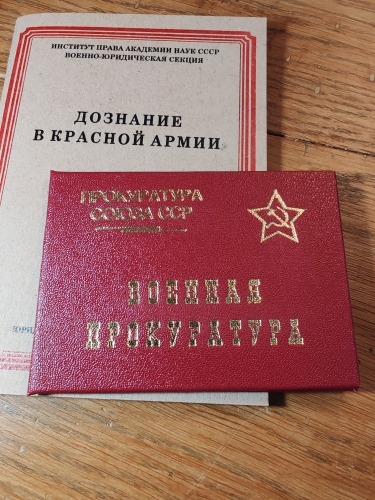 ИНСТИТУТ ПРАВА АКАДЕМИИ НАУК СССР
ВОЕННО-ЮРИДИЧЕСКАЯ СЕКЦИЯ
ДОЗНАНИЕ
В КРАСНОЙ АРМИИ
ПРОКУРАТУРА
СОЮЗА ССР
ВОЕННАЯ
ПРОКУРАТУРА